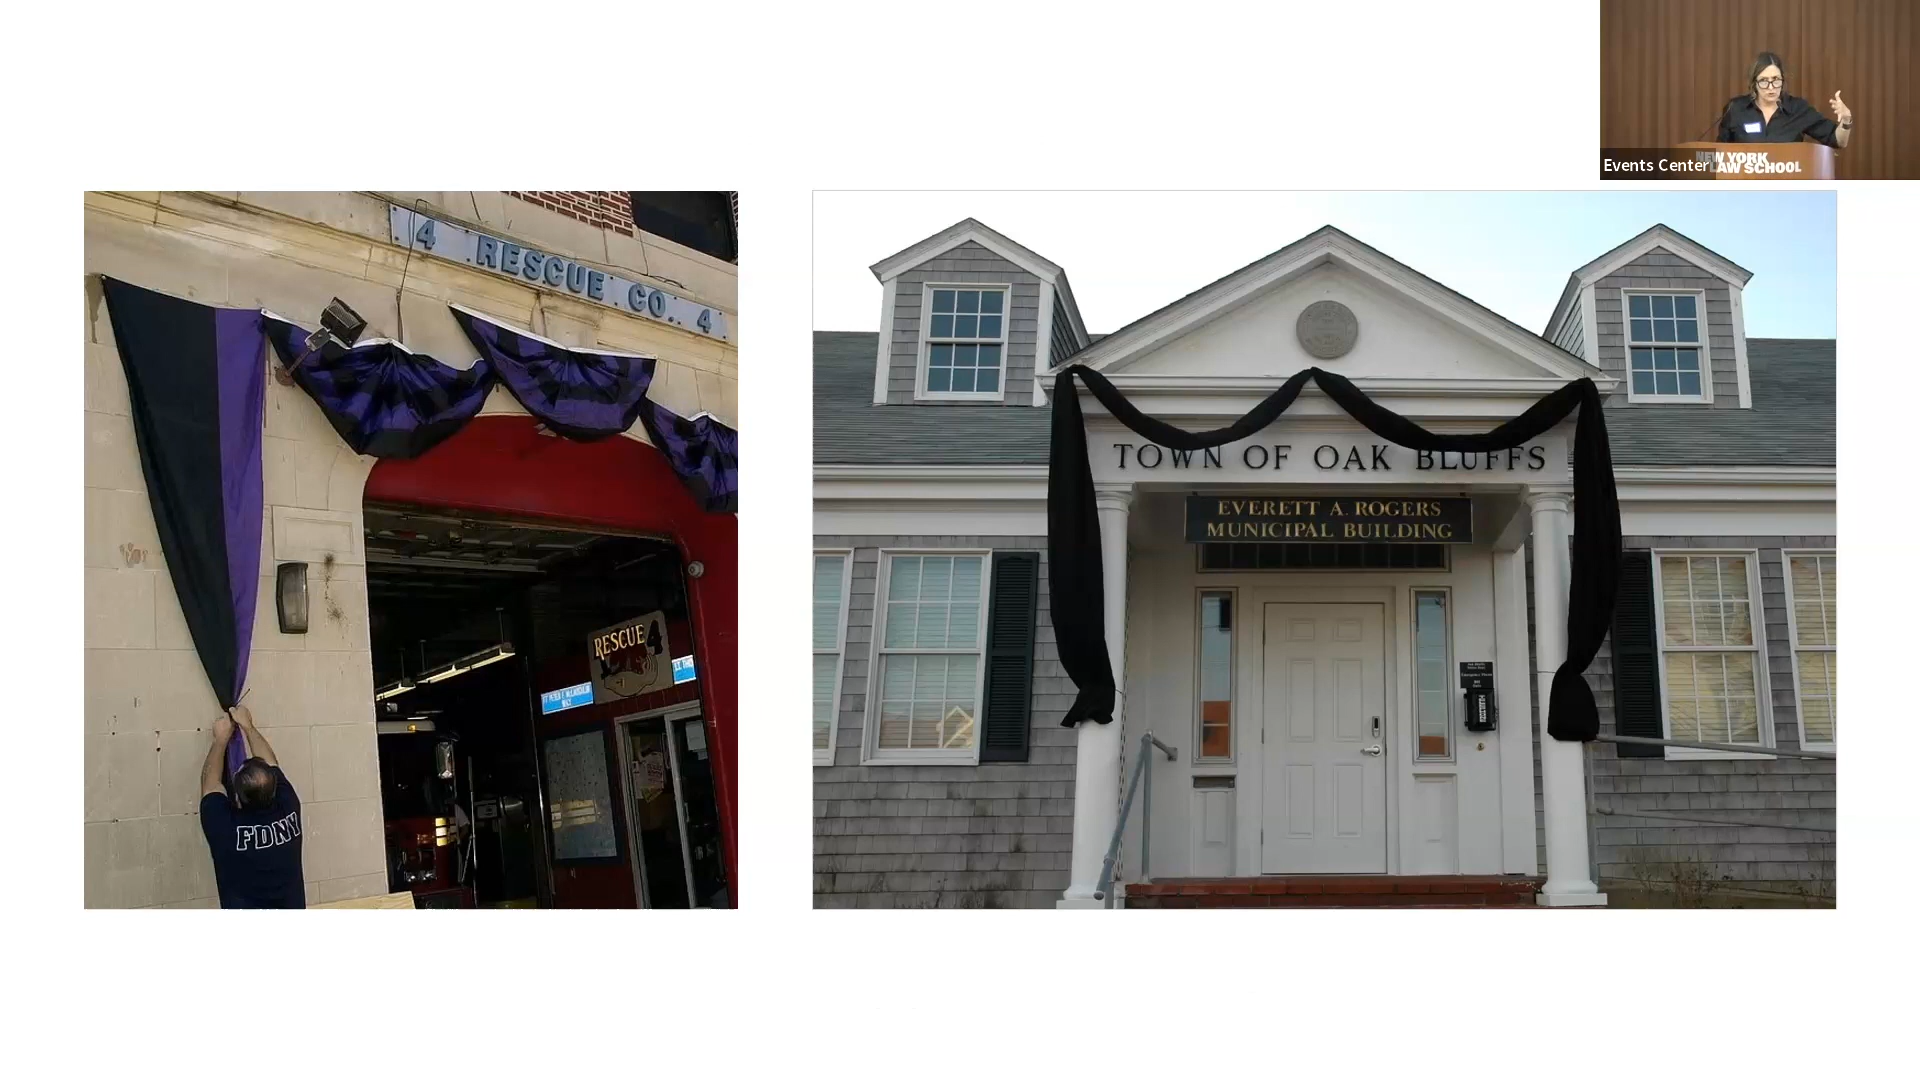 Events Center
NEW YORK
LAW SCHOOL
4 RESCUE CO. 4
RESCUE 4
FDNY
TOWN OF OAK BLUFFS
EVERETT A. ROGERS
MUNICIPAL BUILDING